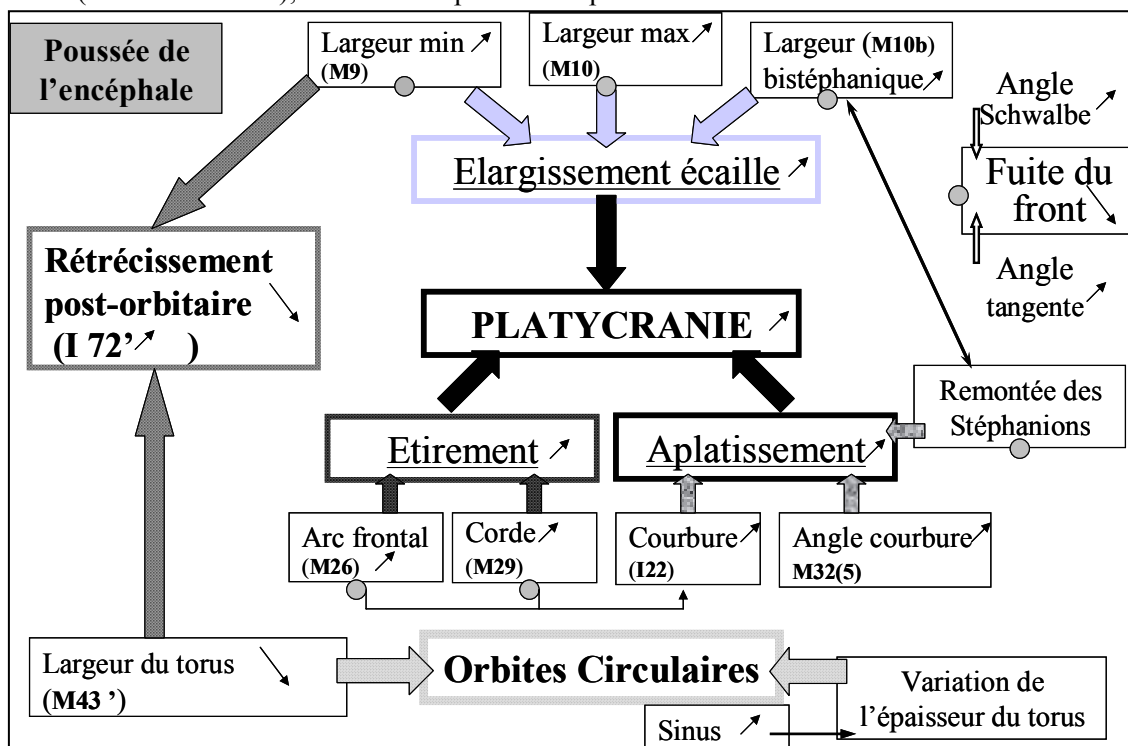 Poussée de
l'encéphale
Largeur min
(M9)
Largeur max
(M10)
Largeur (M10b)
bistéphanique
Angle
Schwalbe
Elargissement écaille
Fuite du
front
Angle
tangente
Rétrécissement
post-orbitaire
(I 72’ )
PLATYCRANIE
Remontée des
Stéphanions
Etirement
Aplatissement
Arc frontal
(M26)
Corde
(M29)
Courbure
(I22)
Angle courbure
M32(5)
Largeur du torus
(M43 ’)
Orbites Circulaires
Variation de
l’épaisseur du torus
Sinus